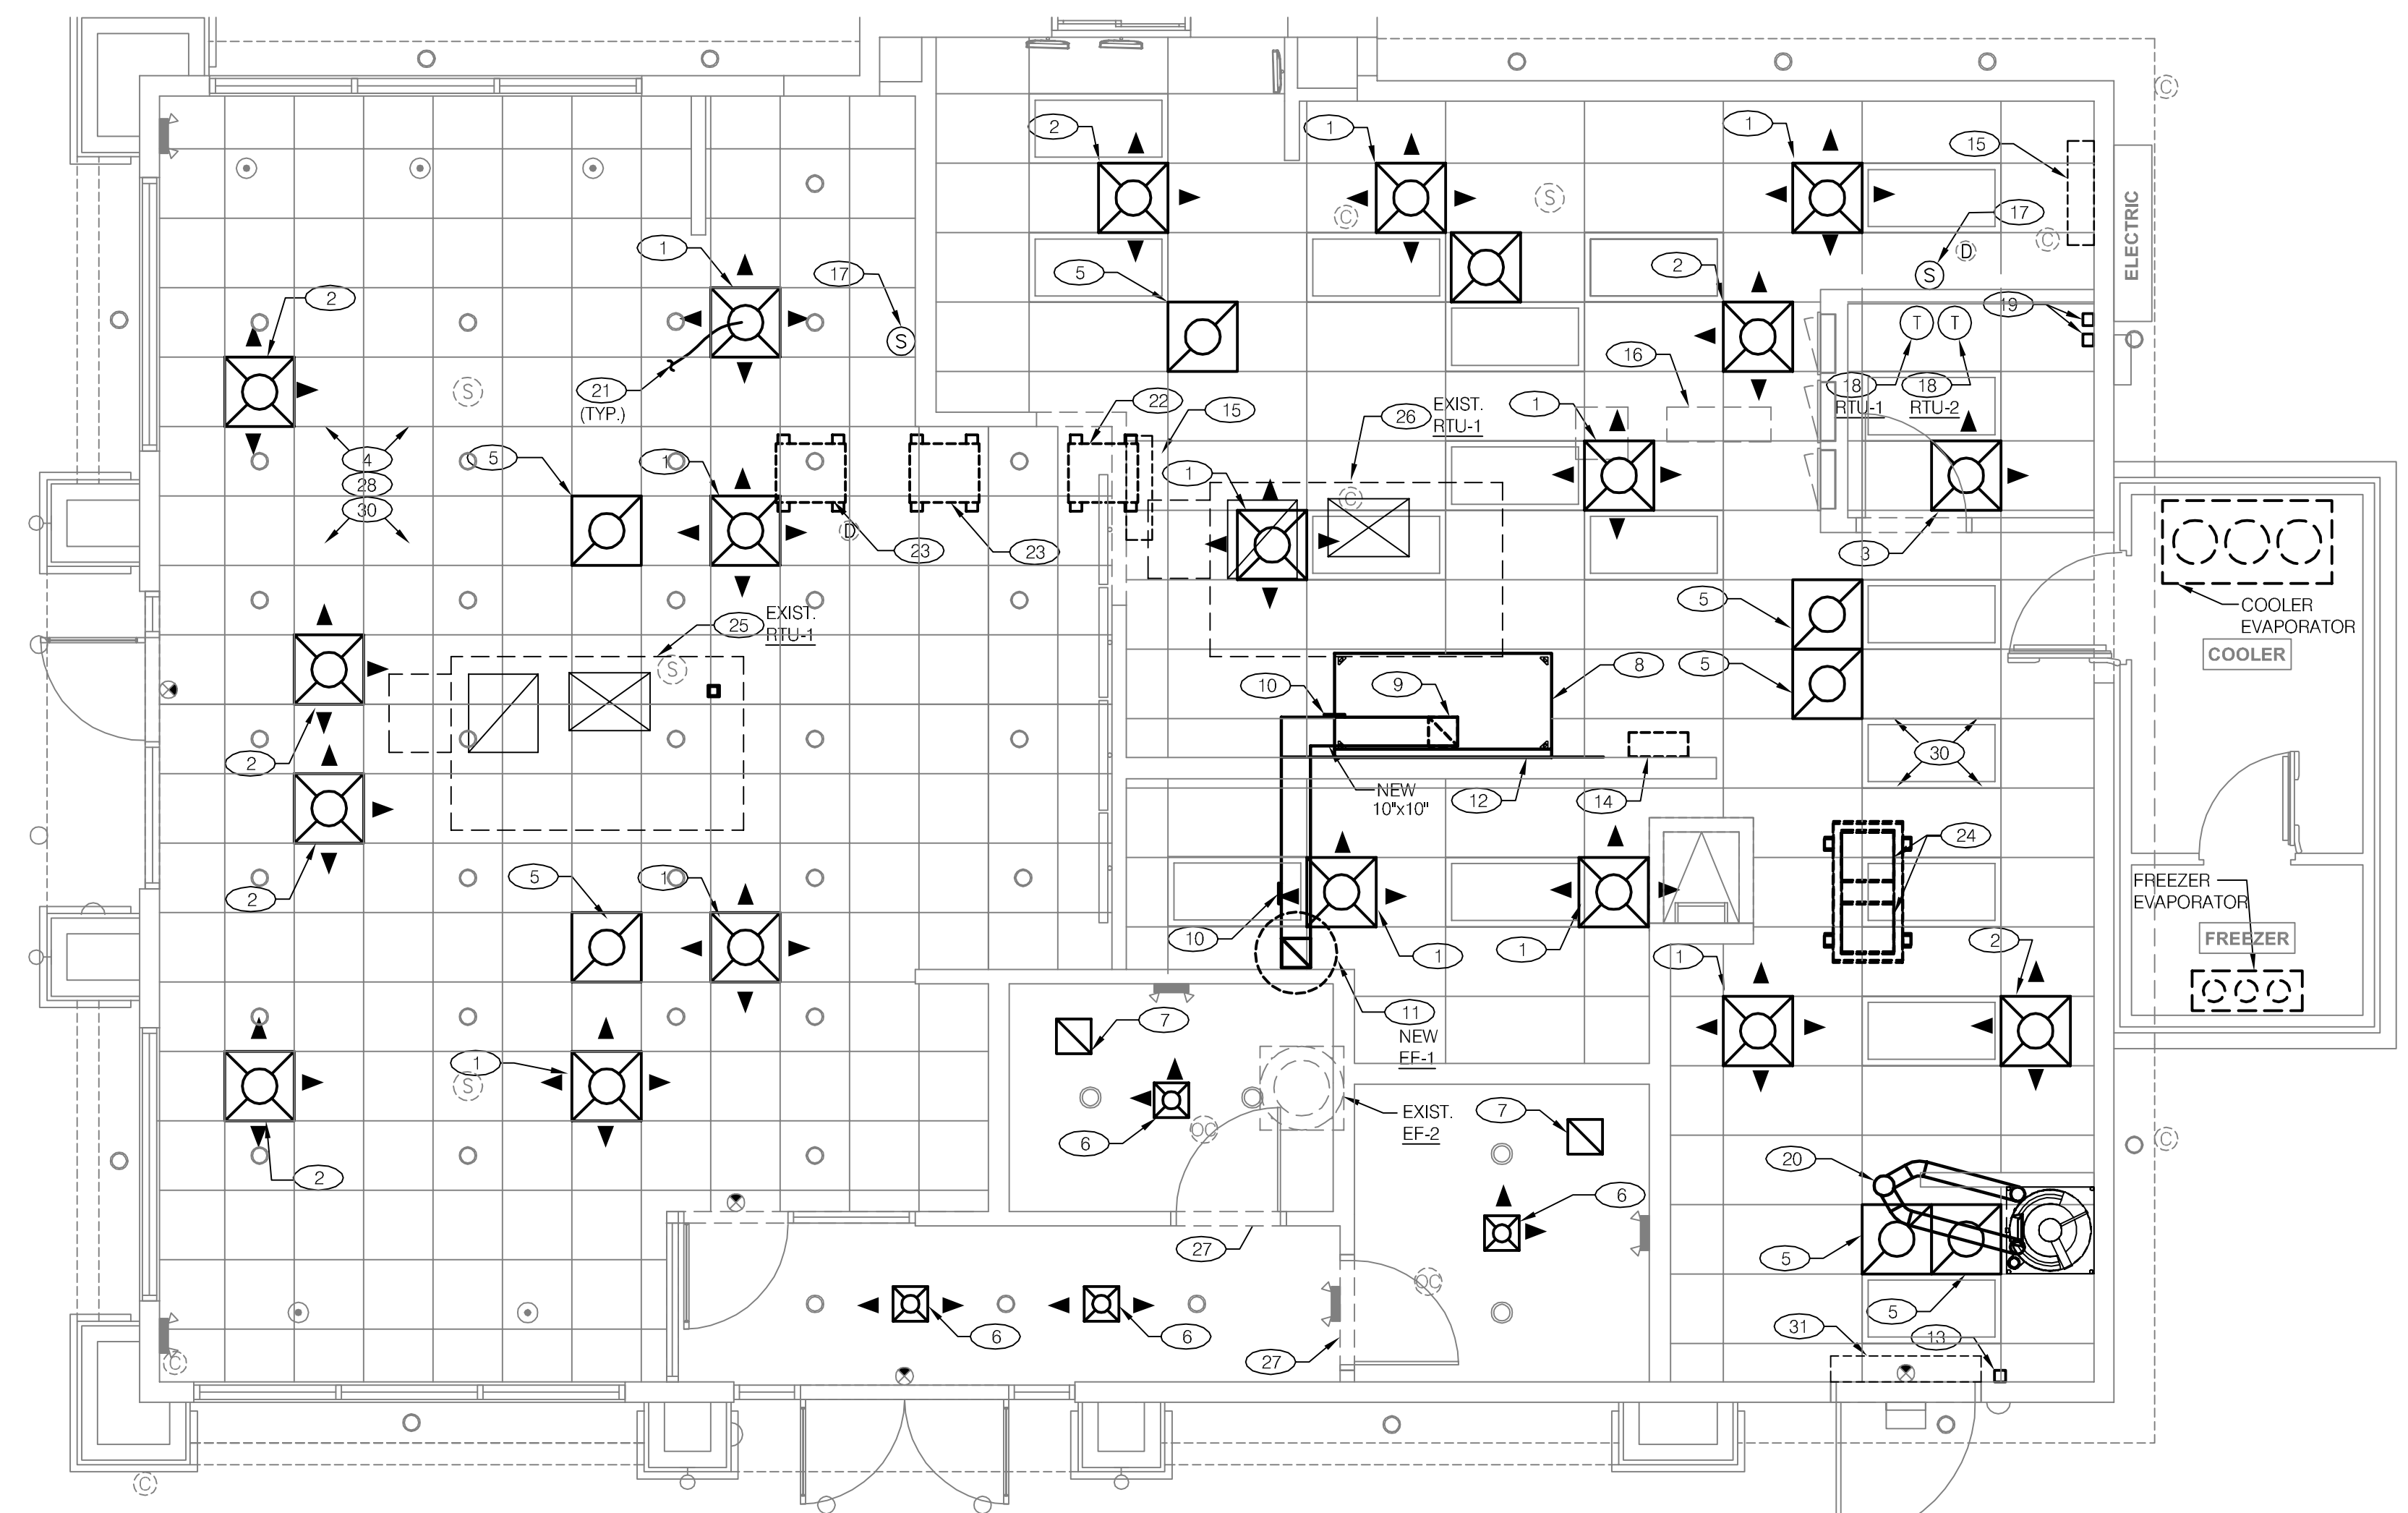 C
2
1
1
15
S
C
17
C
D
ELECTRIC
S
1
17
5
2
2
19
S
T
T
16
21
(TYP.)
S
18
18
RTU-1
RTU-2
22
15
26
EXIST.
RTU-1
1
4
28
30
5
1
1
C
D
23
23
3
COOLER
EVAPORATOR
COOLER
5
25
EXIST.
RTU-1
S
5
10
9
8
2
30
NEW
10"x10"
12
14
24
5
1
FREEZER
EVAPORATOR
FREEZER
2
10
1
1
1
2
11
NEW
EF-1
7
1
S
EXIST.
EF-2
7
6
OC
C
20
2
6
27
5
OC
5
6
6
27
31
13
C
C